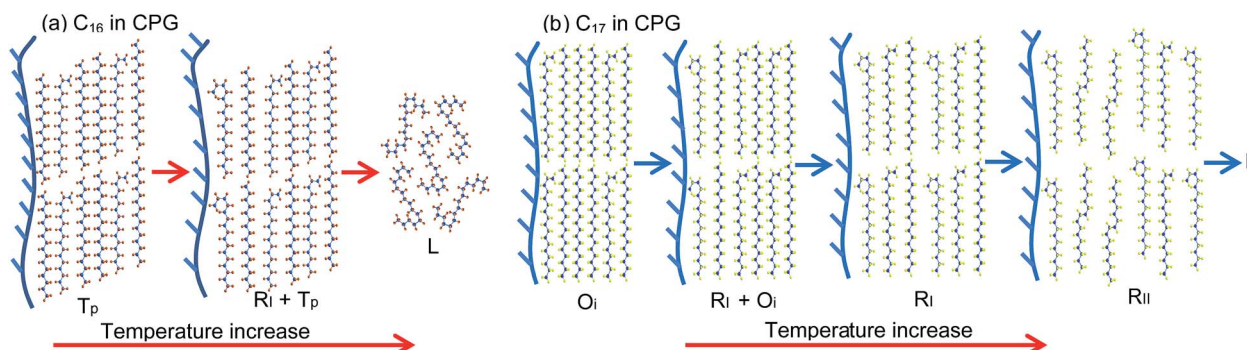 (a) C₁₆ in CPG
(b) C₁₇ in CPG
L
Tₚ
Rᵢ + Tₚ
Oᵢ
Rᵢ + Oᵢ
Rᵢ
Rᵢᵢ
Temperature increase
Temperature increase